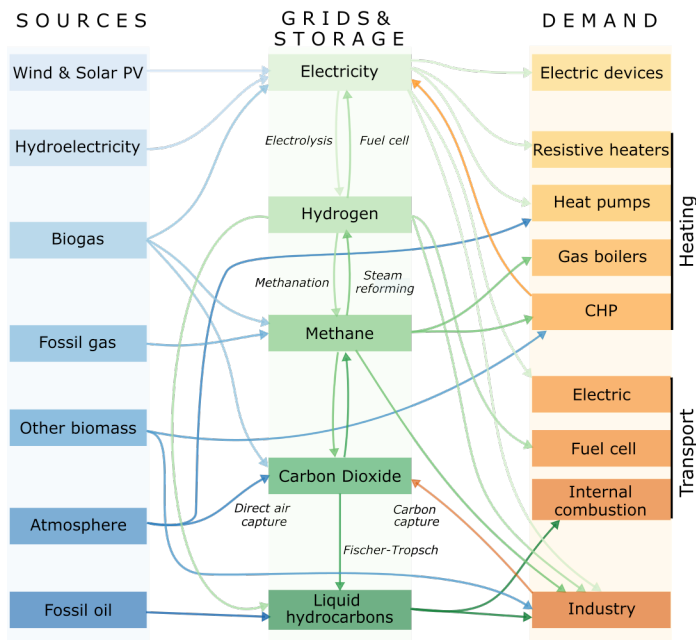 SOURCES
GRIDS &
STORAGE
DEMAND
Wind & Solar PV
Hydroelectricity
Biogas
Fossil gas
Other biomass
Atmosphere
Fossil oil
Electricity
Electrolysis
Fuel cell
Hydrogen
Methanation
Steam
reforming
Methane
Carbon Dioxide
Direct air
capture
Carbon
capture
Fischer-Tropsch
Liquid
hydrocarbons
Electric devices
Resistive heaters
Heat pumps
Gas boilers
CHP
Heating
Electric
Fuel cell
Internal
combustion
Transport
Industry